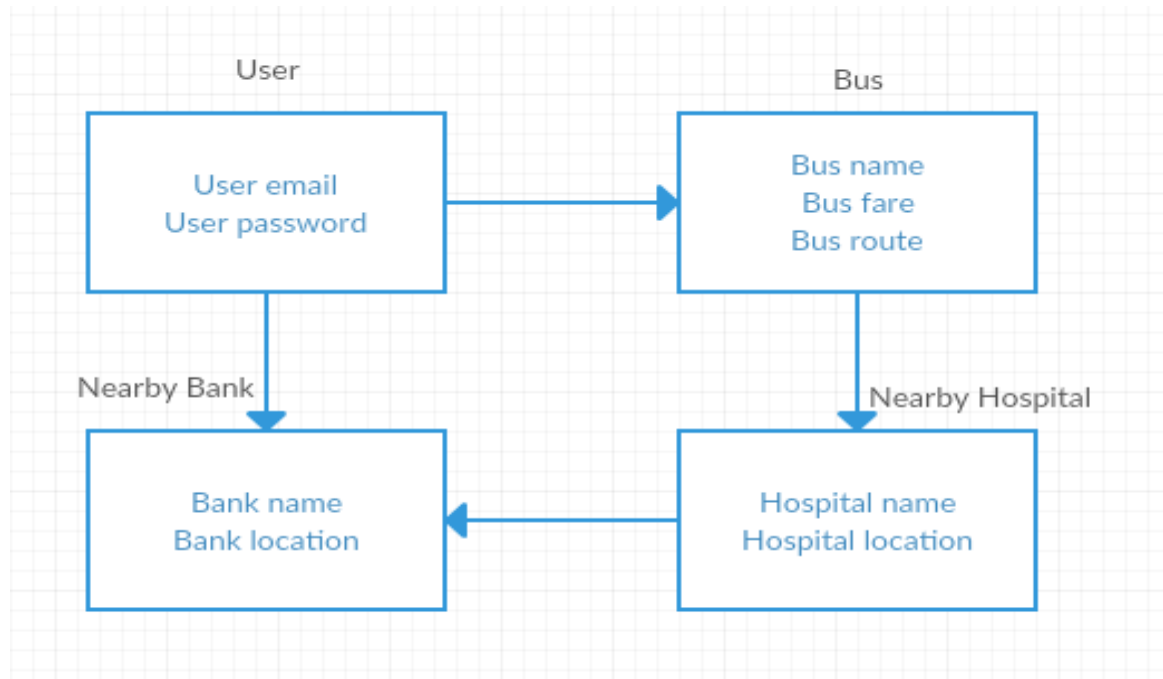 User
Bus
User email
User password
Bus name
Bus fare
Bus route
Nearby Bank
Nearby Hospital
Bank name
Bank location
Hospital name
Hospital location